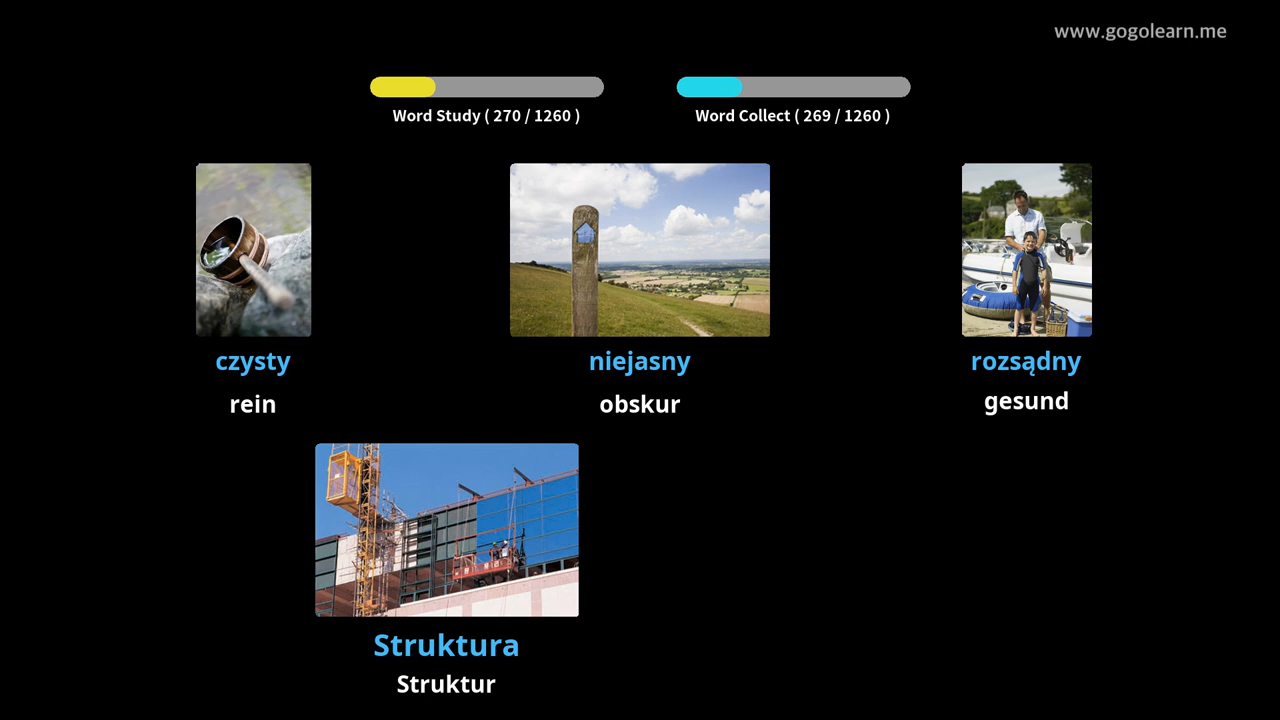 www.gogolearn.me
Word Study ( 270 / 1260 )
Word Collect ( 269 / 1260 )
czysty
niejasny
rozsądny
rein
obskur
gesund
Struktura
Struktur